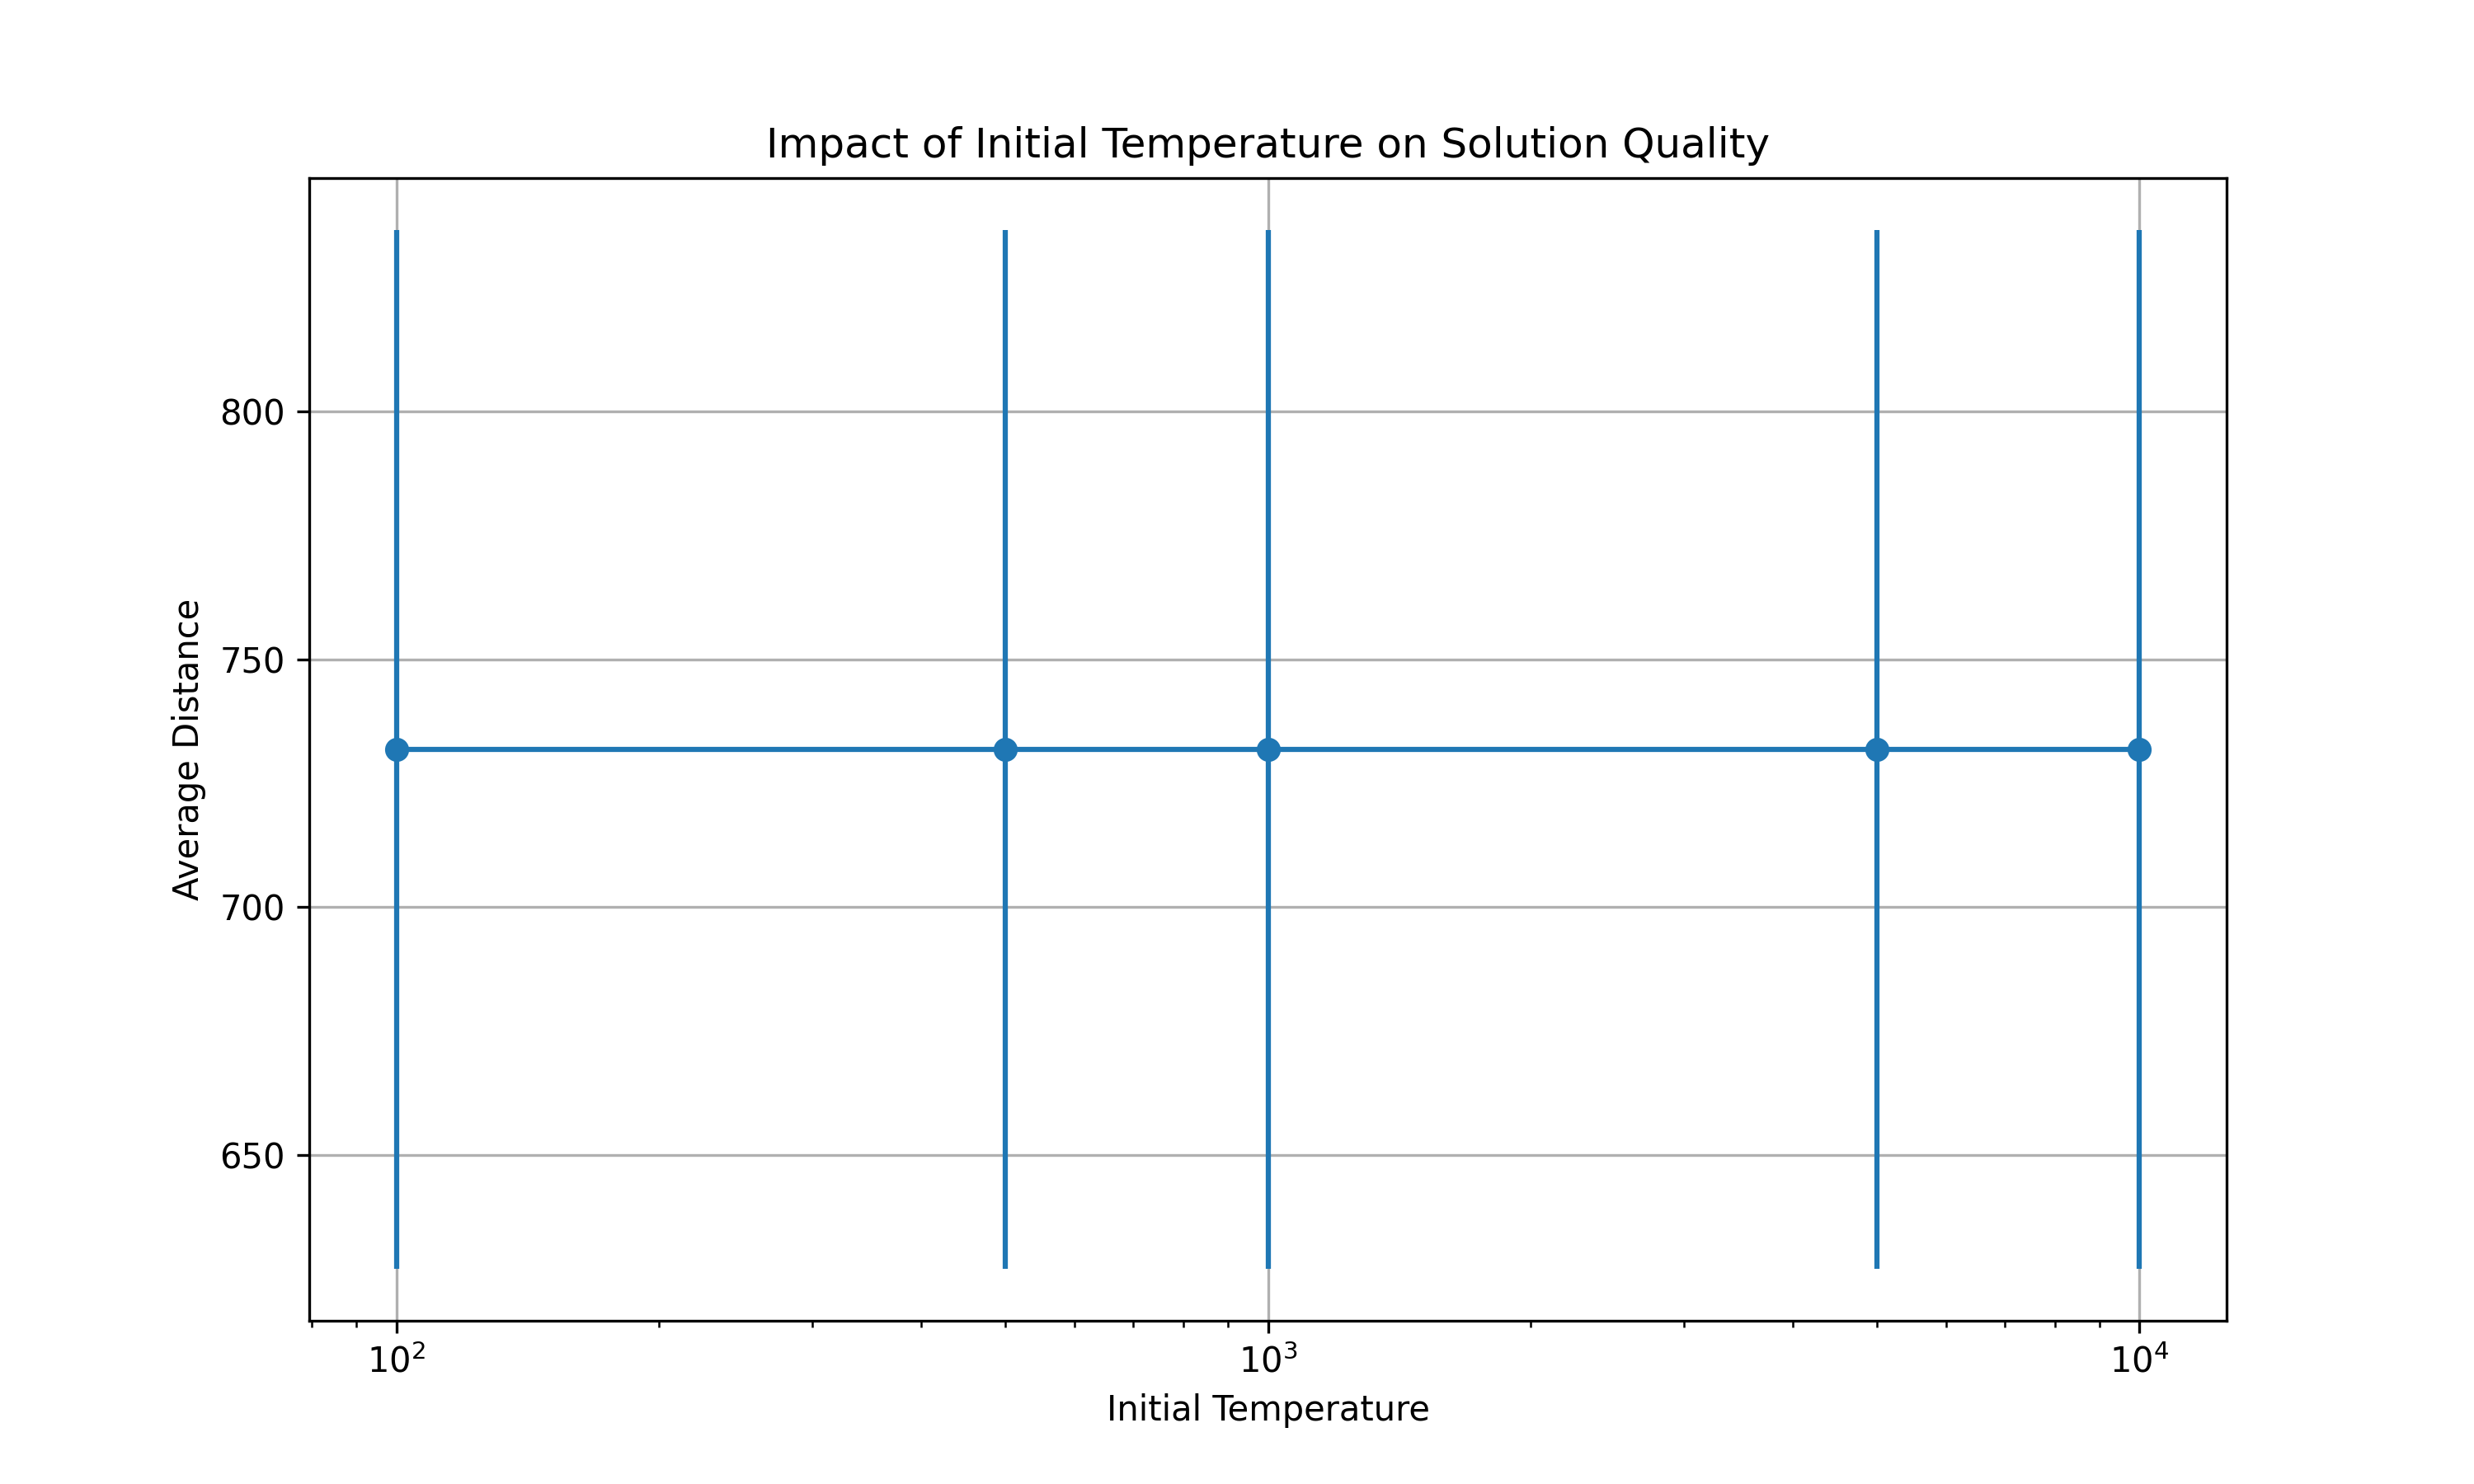 Impact of Initial Temperature on Solution Quality
800
750
700
650
Average Distance
10²
10³
10⁴
Initial Temperature